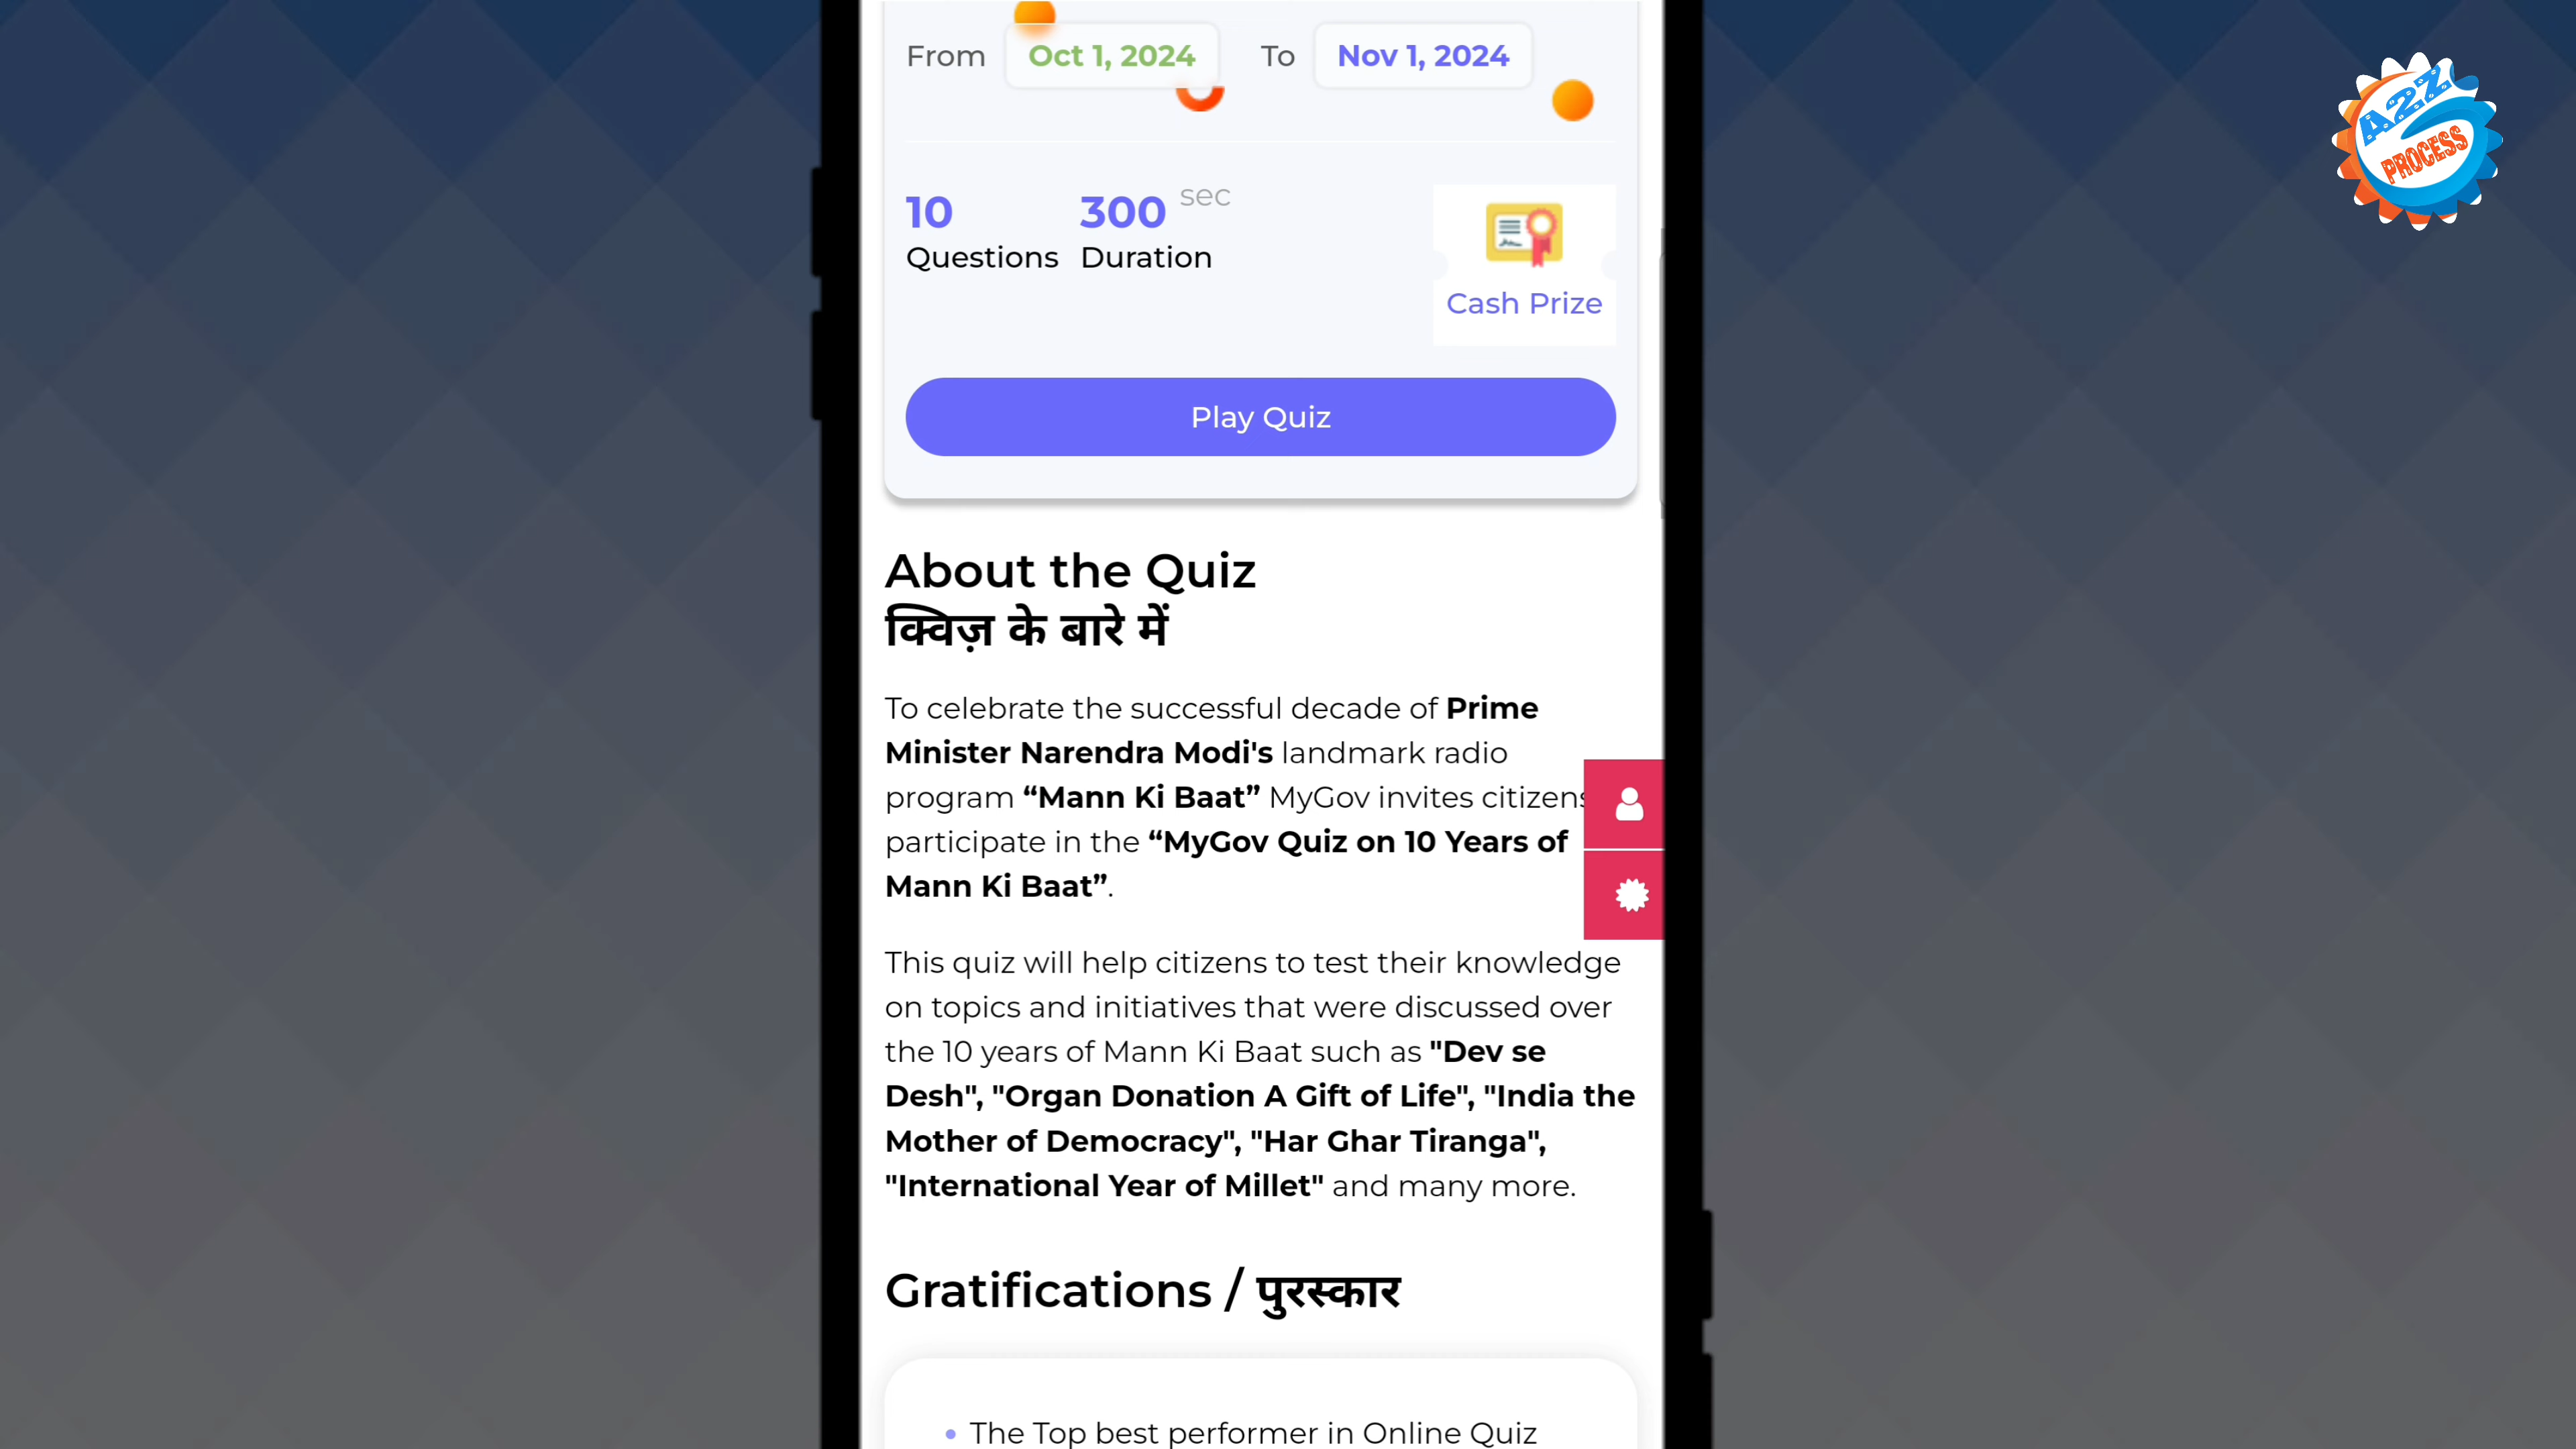 From Oct 1, 2024 To Nov 1, 2024
A2Z
PROCESS
10 300 sec
Questions Duration
Cash Prize
Play Quiz
About the Quiz
क्विज़ के बारे में
To celebrate the successful decade of Prime
Minister Narendra Modi's landmark radio
program “Mann Ki Baat” MyGov invites citizens
participate in the “MyGov Quiz on 10 Years of
Mann Ki Baat”.
This quiz will help citizens to test their knowledge
on topics and initiatives that were discussed over
the 10 years of Mann Ki Baat such as "Dev se
Desh", "Organ Donation A Gift of Life", "India the
Mother of Democracy", "Har Ghar Tiranga",
"International Year of Millet" and many more.
Gratifications / पुरस्कार
• The Top best performer in Online Quiz